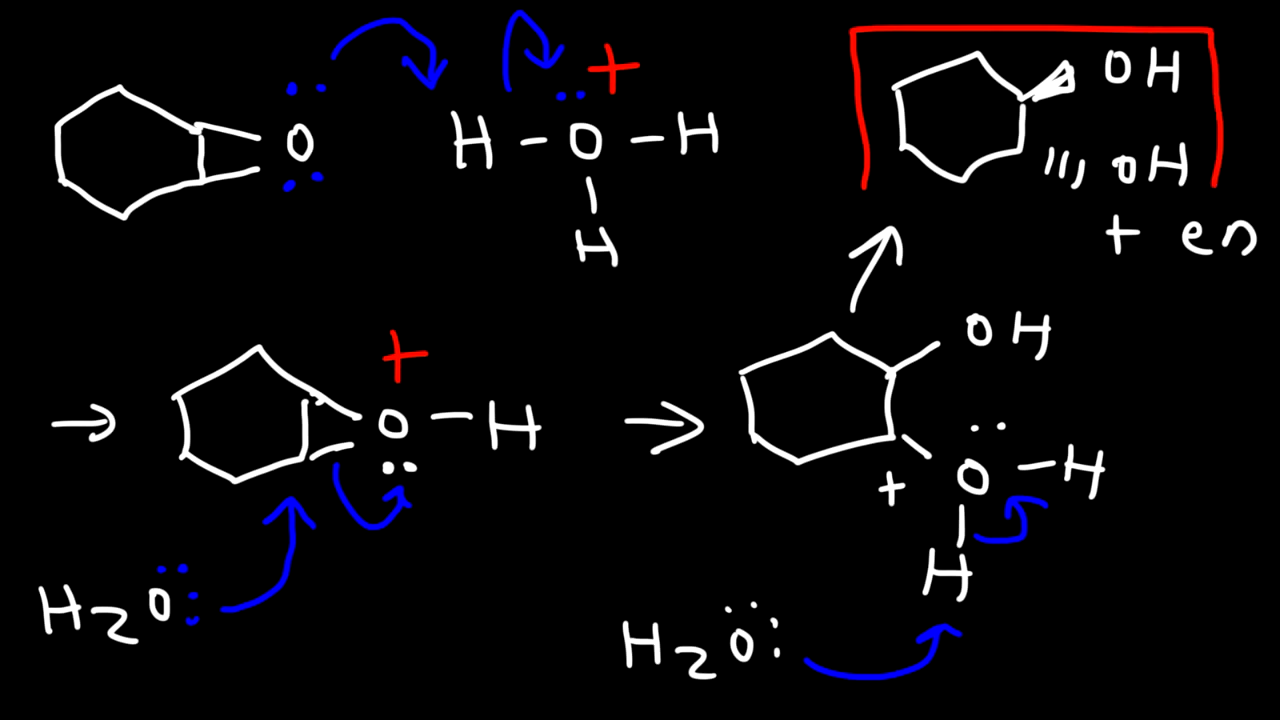 O H – O – H
H
OH
OH
+ en
+
→ O – H
H₂O:
→ OH
+ O – H
H
H₂O: